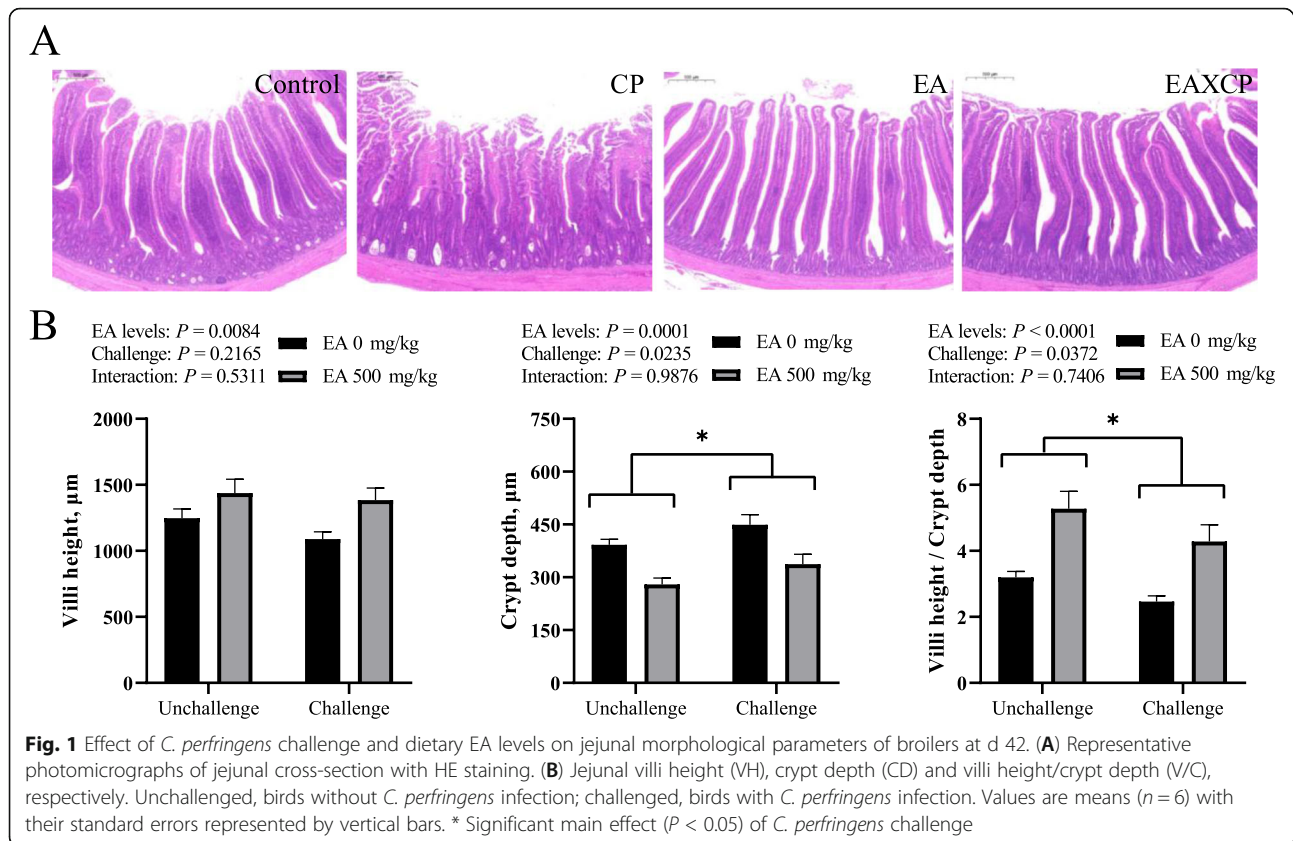 A
Control
CP
EA
EAXCP
B
EA levels: P = 0.0084
Challenge: P = 0.2165
Interaction: P = 0.5311
EA 0 mg/kg
EA 500 mg/kg
EA levels: P = 0.0001
Challenge: P = 0.0235
Interaction: P = 0.9876
EA 0 mg/kg
EA 500 mg/kg
EA levels: P < 0.0001
Challenge: P = 0.0372
Interaction: P = 0.7406
EA 0 mg/kg
EA 500 mg/kg
Villi height, µm
2000
1500
1000
500
0
Unchallenge
Challenge
Crypt depth, µm
750
600
450
300
150
0
*
Unchallenge
Challenge
Villi height / Crypt depth
8
6
4
2
0
*
Unchallenge
Challenge
Fig. 1 Effect of C. perfringens challenge and dietary EA levels on jejunal morphological parameters of broilers at d 42. (A) Representative
photomicrographs of jejunal cross-section with HE staining. (B) Jejunal villi height (VH), crypt depth (CD) and villi height/crypt depth (V/C),
respectively. Unchallenged, birds without C. perfringens infection; challenged, birds with C. perfringens infection. Values are means (n = 6) with
their standard errors represented by vertical bars. * Significant main effect (P < 0.05) of C. perfringens challenge